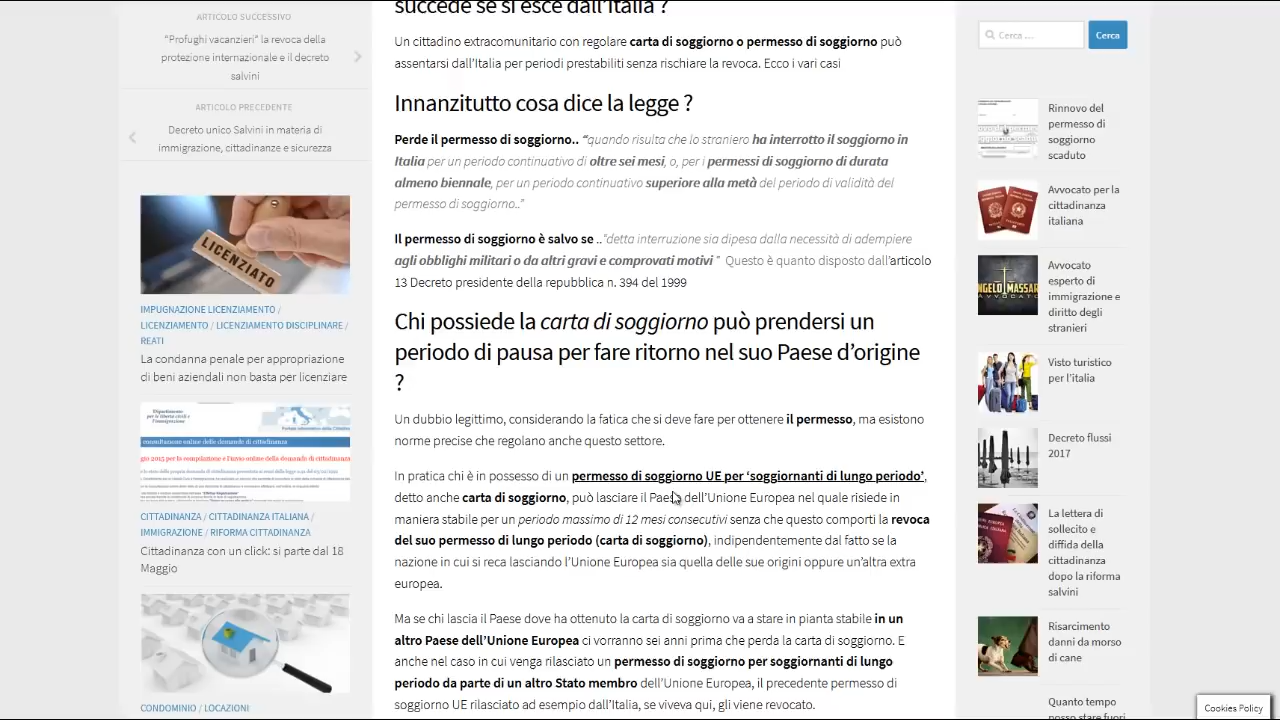 ARTICOLO SUCCESSIVO
“Profughi vacanzieri” la revoca della
protezione internazionale e il decreto
salvini
ARTICOLO PRECEDENTE
Decreto unico Salvini in materia di
immigrazione, cittadinanza e
LICENZIATO
IMPUGNAZIONE LICENZIAMENTO /
LICENZIAMENTO / LICENZIAMENTO DISCIPLINARE /
REATI
La condanna penale per appropriazione
di beni aziendali non basta per licenziare
consultazione online delle domande di cittadinanza
CITTADINANZA / CITTADINANZA ITALIANA /
IMMIGRAZIONE / RIFORMA CITTADINANZA
Cittadinanza con un click: si parte dal 18
Maggio
CONDOMINIO / LOCAZIONI
succede se si esce dall’Italia ?
Un cittadino extracomunitario con regolare carta di soggiorno o permesso di soggiorno può
assentarsi dall’Italia per periodi prestabiliti senza rischiare la revoca. Ecco i vari casi
Innanzitutto cosa dice la legge ?
Perde il permesso di soggiorno.. “quando risulta che lo straniero ha interrotto il soggiorno in
Italia per un periodo continuativo di oltre sei mesi, o, per i permessi di soggiorno di durata
almeno biennale, per un periodo continuativo superiore alla metà del periodo di validità del
permesso di soggiorno..”
Il permesso di soggiorno è salvo se ..“detta interruzione sia dipesa dalla necessità di adempiere
agli obblighi militari o da altri gravi e comprovati motivi ” Questo è quanto disposto dall’articolo
13 Decreto presidente della repubblica n. 394 del 1999
Chi possiede la carta di soggiorno può prendersi un
periodo di pausa per fare ritorno nel suo Paese d’origine
?
Un dubbio legittimo, considerando la fatica che si deve fare per ottenere il permesso, ma esistono
norme precise che regolano anche questo settore.
In pratica chi è in possesso di un permesso di soggiorno UE per ‘soggiornanti di lungo periodo’,
detto anche carta di soggiorno, può lasciare il Paese dell’Unione Europea nel quale risiede in
maniera stabile per un periodo massimo di 12 mesi consecutivi senza che questo comporti la revoca
del suo permesso di lungo periodo (carta di soggiorno), indipendentemente dal fatto se la
nazione in cui si reca lasciando l’Unione Europea sia quella delle sue origini oppure un’altra extra
europea.
Ma se chi lascia il Paese dove ha ottenuto la carta di soggiorno va a stare in pianta stabile in un
altro Paese dell’Unione Europea ci vorranno sei anni prima che perda la carta di soggiorno. E
anche nel caso in cui venga rilasciato un permesso di soggiorno per soggiornanti di lungo
periodo da parte di un altro Stato membro dell’Unione Europea, il precedente permesso di
soggiorno UE rilasciato ad esempio dall’Italia, se viveva qui, gli viene revocato.
Cerca …
Cerca
Rinnovo del
permesso di
soggiorno
scaduto
Avvocato per la
cittadinanza
italiana
ANGELO MASSAR
AVVOCATO
Avvocato
esperto di
immigrazione e
diritto degli
stranieri
Visto turistico
per l’italia
Decreto flussi
2017
La lettera di
sollecito e
diffida della
cittadinanza
dopo la riforma
salvini
Risarcimento
danni da morso
di cane
Quanto tempo
posso stare fuori
Cookies Policy